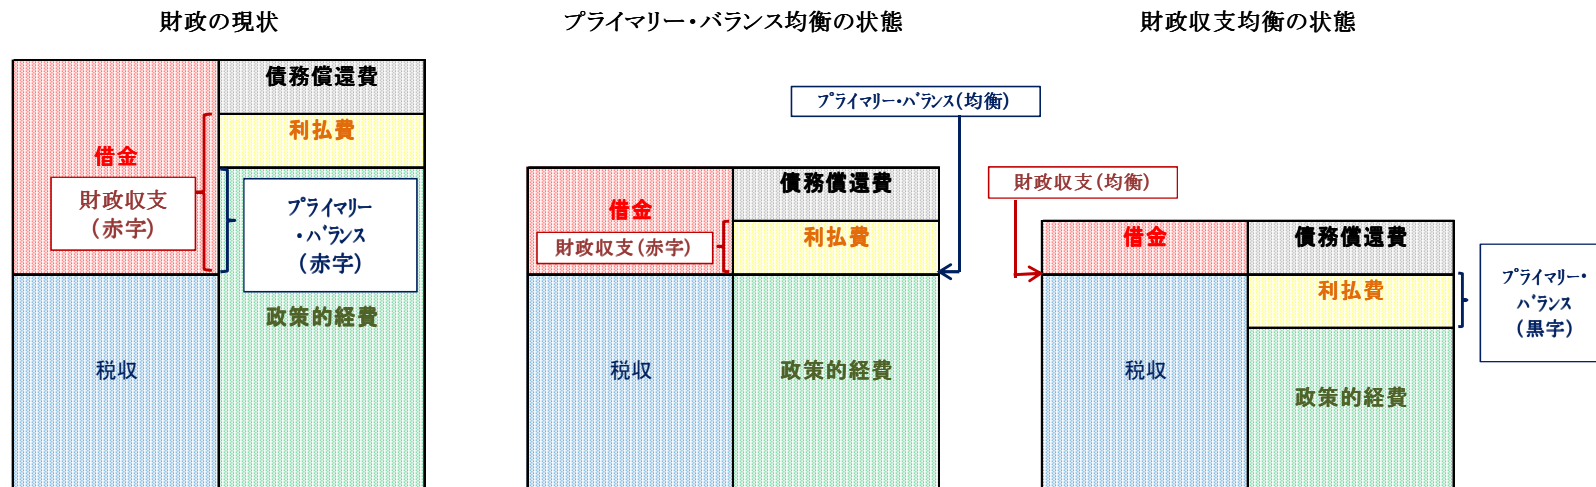 財政の現状
債務償還費
利払費
借金
財政収支
(赤字)
プライマリー
・バランス
(赤字)
政策的経費
税収
プライマリー・バランス均衡の状態
プライマリー・バランス(均衡)
債務償還費
借金
利払費
財政収支(赤字)
税収
政策的経費
財政収支均衡の状態
財政収支(均衡)
借金
債務償還費
利払費
プライマリー・
バランス
(黒字)
税収
政策的経費